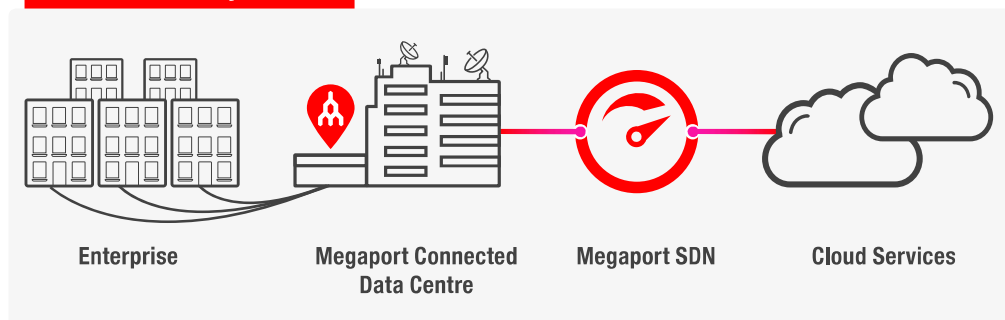 Enterprise
Megaport Connected
Data Centre
Megaport SDN
Cloud Services